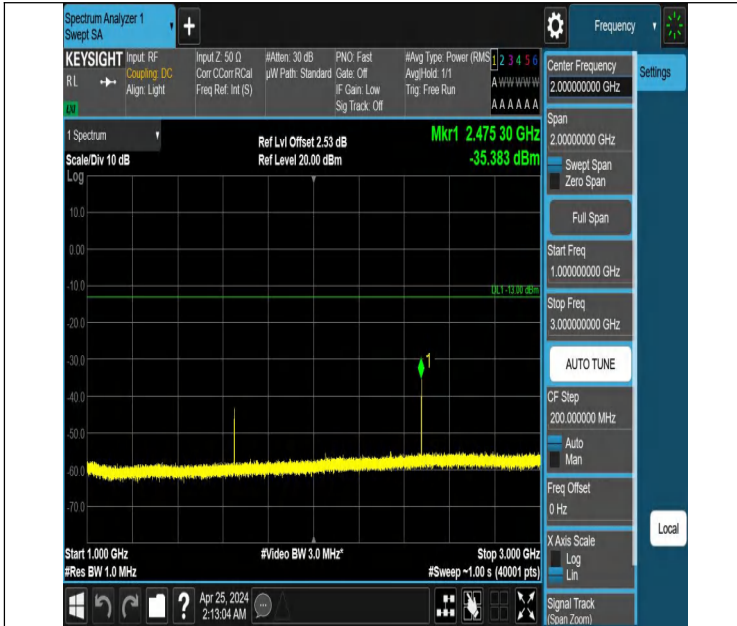 Spectrum Analyzer 1
Swept SA
+
Frequency
KEYSIGHT
RL
Input: RF
Coupling: DC
Align: Light
Input Z: 50 Ω
Corr CCorr RCal
Freq Ref: Int (S)
#Atten: 30 dB
µW Path: Standard
PNO: Fast
Gate: Off
IF Gain: Low
Sig Track: Off
#Avg Type: Power (RMS
Avg|Hold: 1/1
Trig: Free Run
1 2 3 4 5 6
A W W W W W
A A A A A A
1 Spectrum
Scale/Div 10 dB
Log
Ref Lvl Offset 2.53 dB
Ref Level 20.00 dBm
Mkr1 2.475 30 GHz
-35.383 dBm
10.0
0.00
-10.0
DL1 -13.00 dBm
-20.0
-30.0
1
-40.0
-50.0
-60.0
-70.0
Start 1.000 GHz
#Res BW 1.0 MHz
#Video BW 3.0 MHz*
Stop 3.000 GHz
#Sweep ~1.00 s (40001 pts)
Apr 25, 2024
2:13:04 AM
?
Center Frequency
2.000000000 GHz
Settings
Span
2.00000000 GHz
Swept Span
Zero Span
Full Span
Start Freq
1.000000000 GHz
Stop Freq
3.000000000 GHz
AUTO TUNE
CF Step
200.000000 MHz
Auto
Man
Freq Offset
0 Hz
X Axis Scale
Log
Lin
Local
Signal Track
(Span Zoom)